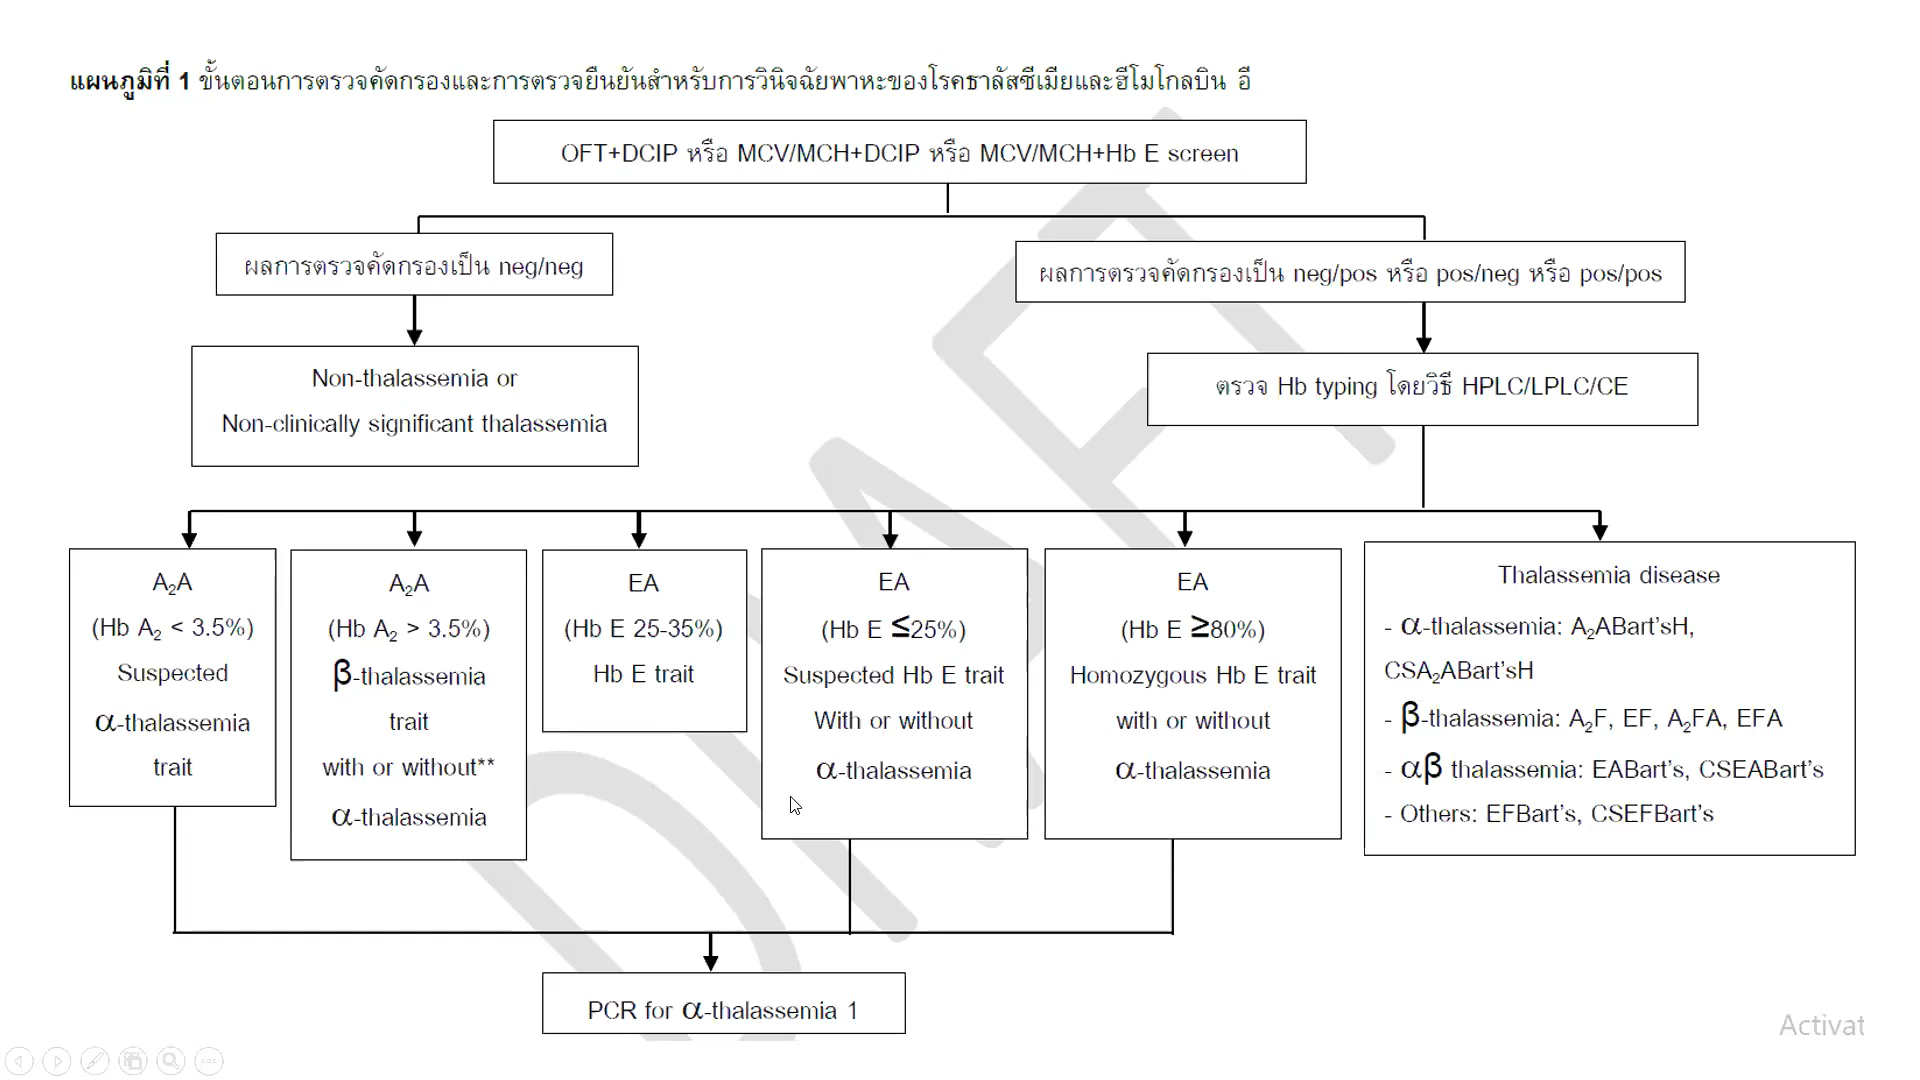 แผนภูมิที่ 1 ขั้นตอนการตรวจคัดกรองและการตรวจยืนยันสำหรับการวินิจฉัยพาหะของโรคธาลัสซีเมียและฮีโมโกลบิน อี
OFT+DCIP หรือ MCV/MCH+DCIP หรือ MCV/MCH+Hb E screen
ผลการตรวจคัดกรองเป็น neg/neg
ผลการตรวจคัดกรองเป็น neg/pos หรือ pos/neg หรือ pos/pos
Non-thalassemia or
Non-clinically significant thalassemia
ตรวจ Hb typing โดยวิธี HPLC/LPLC/CE
A₂A
(Hb A₂ < 3.5%)
Suspected
α-thalassemia
trait
A₂A
(Hb A₂ > 3.5%)
β-thalassemia
trait
with or without**
α-thalassemia
EA
(Hb E 25-35%)
Hb E trait
EA
(Hb E ≤25%)
Suspected Hb E trait
With or without
α-thalassemia
EA
(Hb E ≥80%)
Homozygous Hb E trait
with or without
α-thalassemia
Thalassemia disease
- α-thalassemia: A₂ABart'sH,
CSA₂ABart'sH
- β-thalassemia: A₂F, EF, A₂FA, EFA
- αβ thalassemia: EABart's, CSEABart's
- Others: EFBart's, CSEFBart's
PCR for α-thalassemia 1
DRAFT
Activat